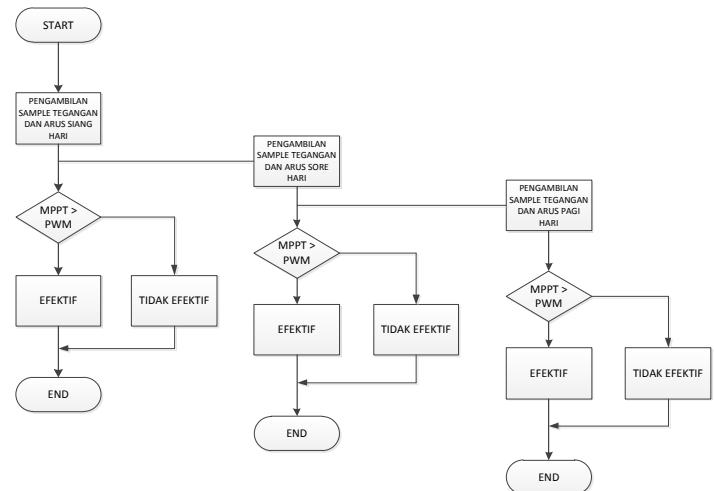 START
PENGAMBILAN
SAMPLE TEGANGAN
DAN ARUS SIANG
HARI
MPPT >
PWM
EFEKTIF
TIDAK EFEKTIF
END
PENGAMBILAN
SAMPLE TEGANGAN
DAN ARUS SORE
HARI
MPPT >
PWM
EFEKTIF
TIDAK EFEKTIF
END
PENGAMBILAN
SAMPLE TEGANGAN
DAN ARUS PAGI
HARI
MPPT >
PWM
EFEKTIF
TIDAK EFEKTIF
END